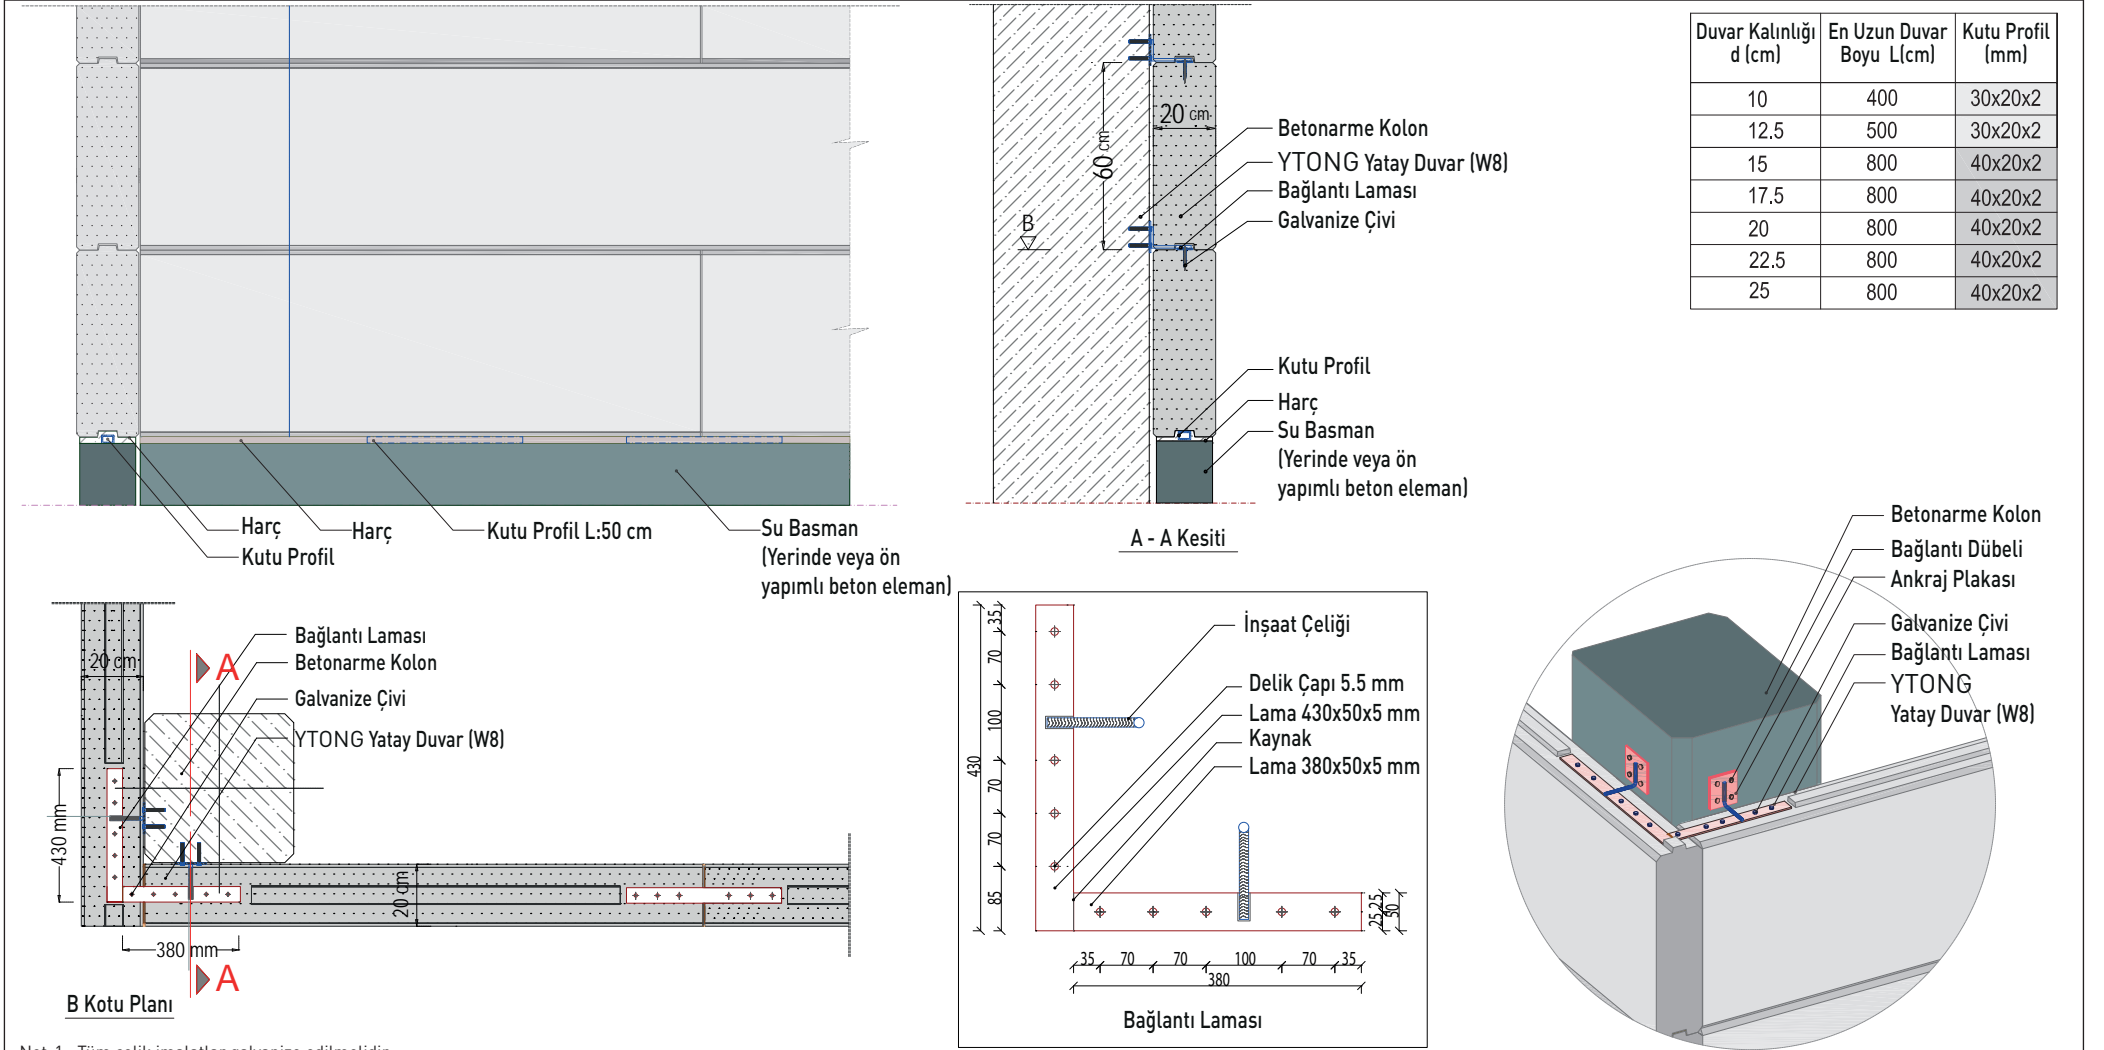 Harç
Kutu Profil
Harç
Kutu Profil L:50 cm
Su Basman
(Yerinde veya ön
yapımlı beton eleman)
60 cm
20 cm
B
Betonarme Kolon
YTONG Yatay Duvar (W8)
Bağlantı Laması
Galvanize Çivi
Kutu Profil
Harç
Su Basman
(Yerinde veya ön
yapımlı beton eleman)
A - A Kesiti
Duvar Kalınlığı d (cm) En Uzun Duvar Boyu L(cm) Kutu Profil (mm)
10 400 30x20x2
12.5 500 30x20x2
15 800 40x20x2
17.5 800 40x20x2
20 800 40x20x2
22.5 800 40x20x2
25 800 40x20x2
20 cm
A
Bağlantı Laması
Betonarme Kolon
Galvanize Çivi
YTONG Yatay Duvar (W8)
430 mm
20 cm
380 mm
A
B Kotu Planı
430
35
70
100
70
70
85
İnşaat Çeliği
Delik Çapı 5.5 mm
Lama 430x50x5 mm
Kaynak
Lama 380x50x5 mm
25 25
50
35 70 70 100 70 35
380
Bağlantı Laması
Betonarme Kolon
Bağlantı Dübeli
Ankraj Plakası
Galvanize Çivi
Bağlantı Laması
YTONG
Yatay Duvar (W8)